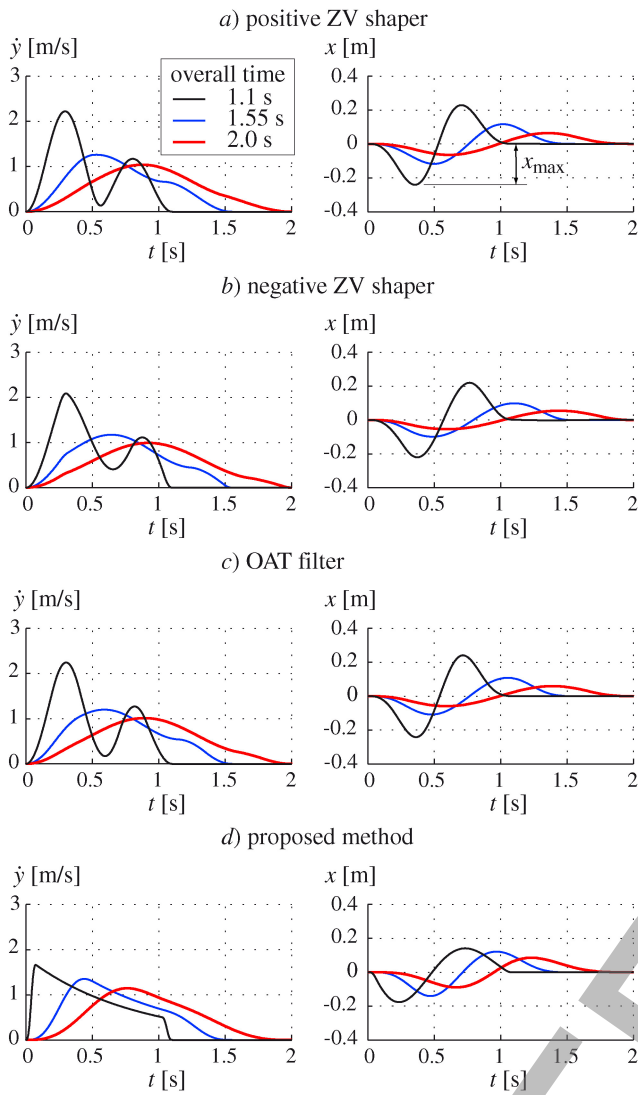 a) positive ZV shaper
ẏ [m/s]
x [m]
3
2
1
0
overall time
1.1 s
1.55 s
2.0 s
0 0.5 1 1.5 2
t [s]
0.4
0.2
0
-0.2
-0.4
xmax
0 0.5 1 1.5 2
t [s]
b) negative ZV shaper
ẏ [m/s]
x [m]
3
2
1
0
0 0.5 1 1.5 2
t [s]
0.4
0.2
0
-0.2
-0.4
0 0.5 1 1.5 2
t [s]
c) OAT filter
ẏ [m/s]
x [m]
3
2
1
0
0 0.5 1 1.5 2
t [s]
0.4
0.2
0
-0.2
-0.4
0 0.5 1 1.5 2
t [s]
d) proposed method
ẏ [m/s]
x [m]
3
2
1
0
0 0.5 1 1.5 2
t [s]
0.4
0.2
0
-0.2
-0.4
0 0.5 1 1.5 2
t [s]